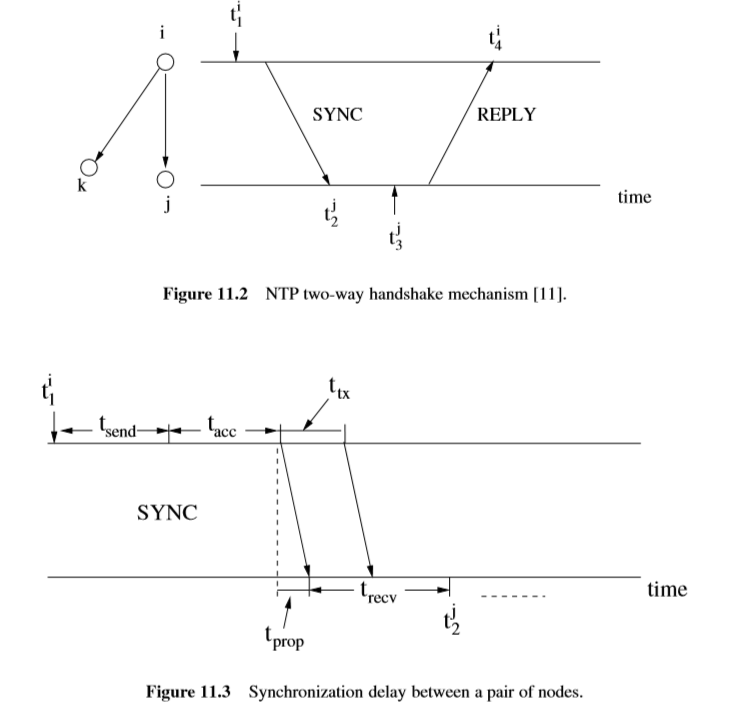 i
t₁ⁱ
t₄ⁱ
SYNC
REPLY
k
j
t₂ʲ
t₃ʲ
time
Figure 11.2 NTP two-way handshake mechanism [11].
t₁ⁱ
t_send
t_acc
t_tx
SYNC
t_prop
t_recv
t₂ʲ
time
Figure 11.3 Synchronization delay between a pair of nodes.